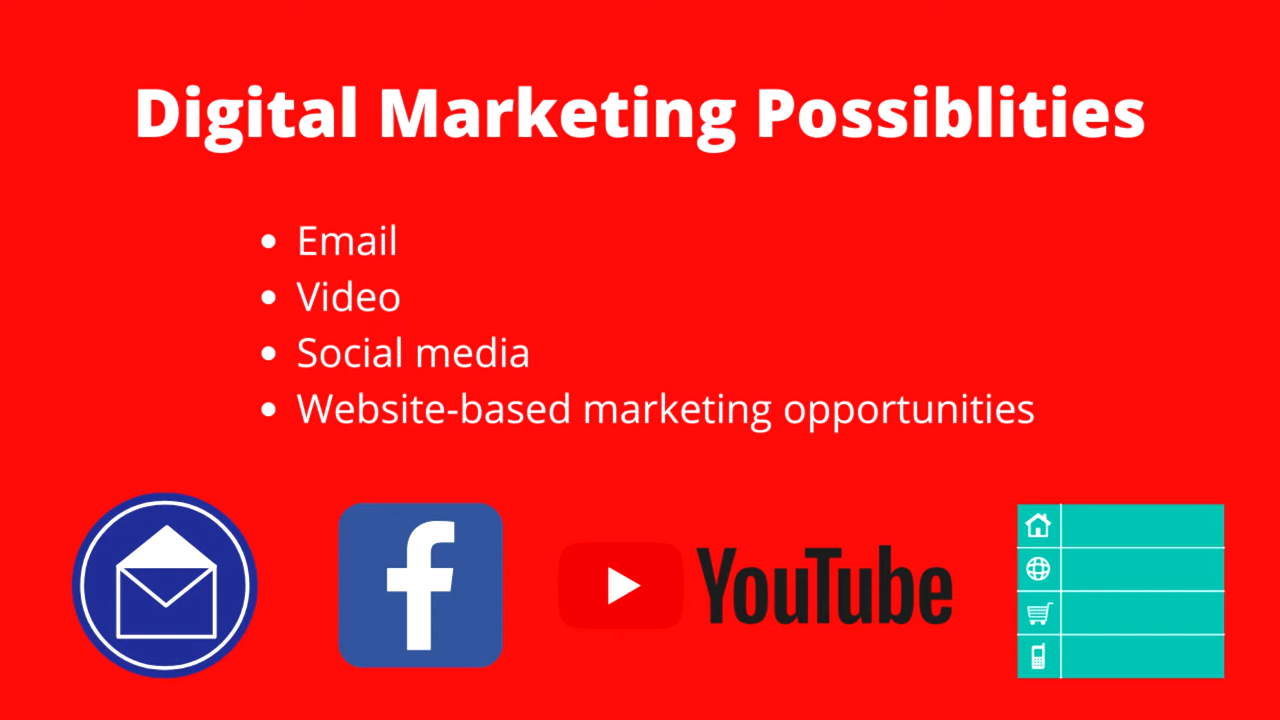 Digital Marketing Possiblities
• Email
• Video
• Social media
• Website-based marketing opportunities
f
YouTube